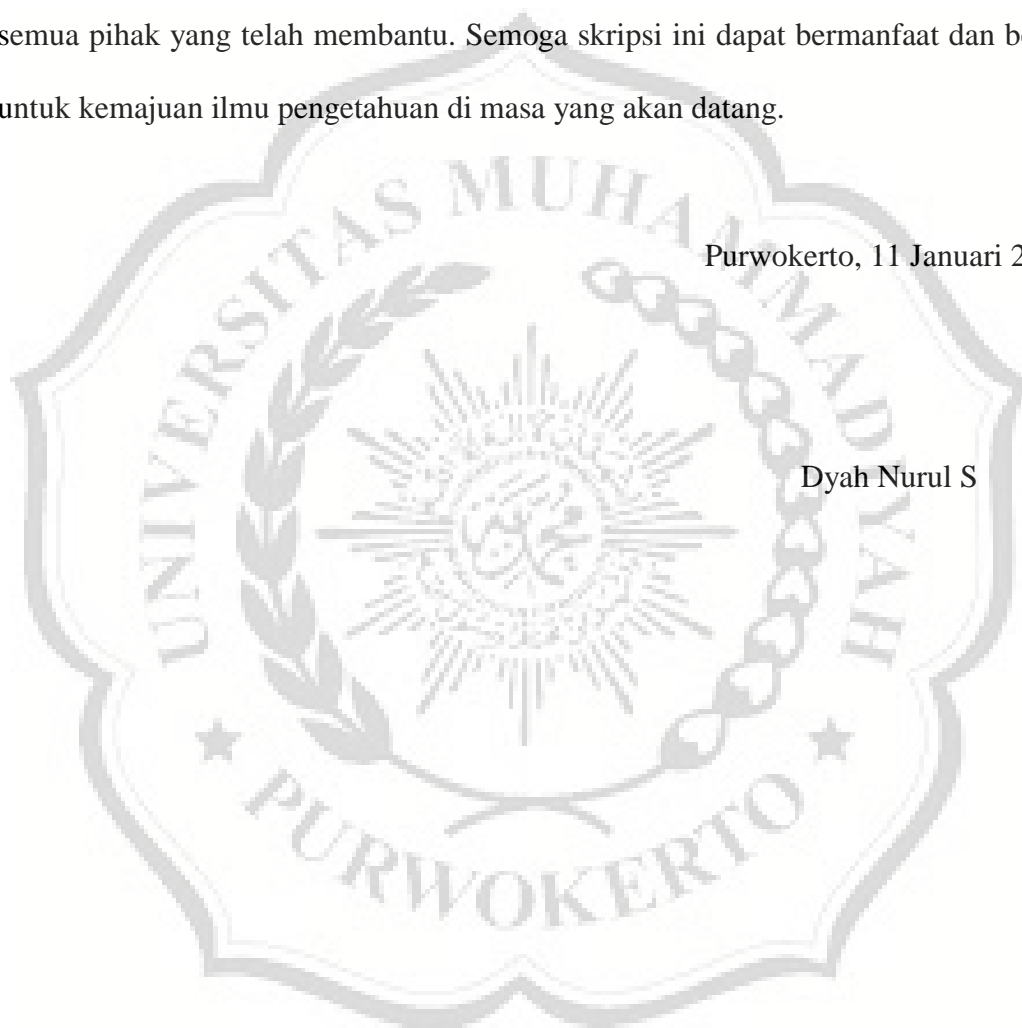 semua pihak yang telah membantu. Semoga skripsi ini dapat bermanfaat dan b
untuk kemajuan ilmu pengetahuan di masa yang akan datang.
Purwokerto, 11 Januari 2
Dyah Nurul S
UNIVERSITAS MUHAMMADIYAH
PURWOKERTO